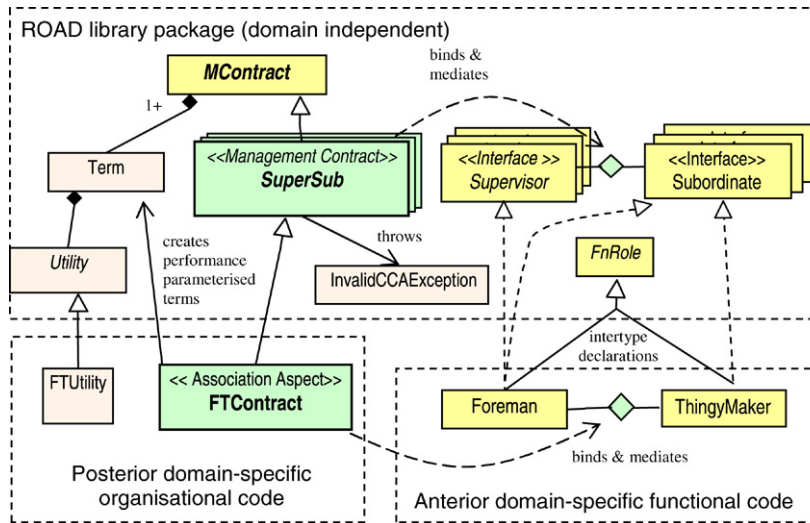 ROAD library package (domain independent)
MContract
binds &
mediates
1+
Term
<<Management Contract>>
SuperSub
<<Interface >>
Supervisor
<<Interface>>
Subordinate
Utility
creates
performance
parameterised
terms
throws
InvalidCCAException
FnRole
intertype
declarations
FTUtility
<< Association Aspect>>
FTContract
Foreman
ThingyMaker
binds & mediates
Posterior domain-specific
organisational code
Anterior domain-specific functional code